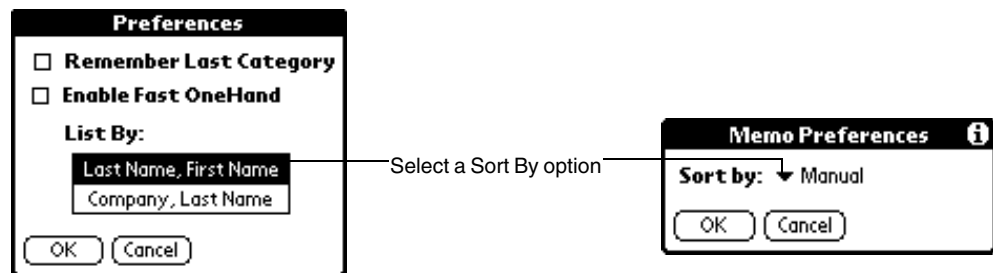 Preferences
Remember Last Category
Enable Fast OneHand
List By:
Last Name, First Name
Company, Last Name
OK Cancel
Select a Sort By option
Memo Preferences i
Sort by: Manual
OK Cancel